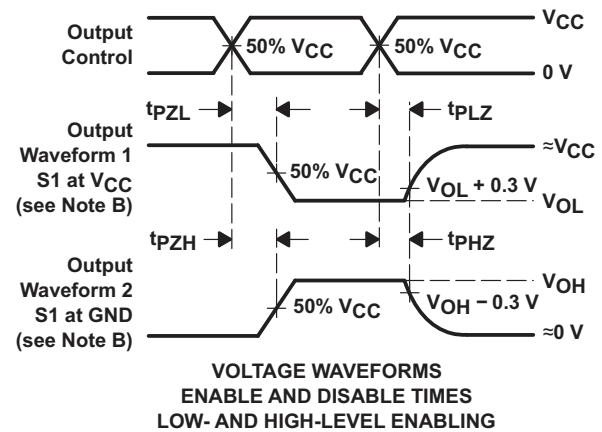 Output
Control
50% VCC
50% VCC
VCC
0 V
tPZL
tPLZ
Output
Waveform 1
S1 at VCC
(see Note B)
50% VCC
≈VCC
VOL + 0.3 V
VOL
tPZH
tPHZ
Output
Waveform 2
S1 at GND
(see Note B)
50% VCC
VOH
VOH − 0.3 V
≈0 V
VOLTAGE WAVEFORMS
ENABLE AND DISABLE TIMES
LOW- AND HIGH-LEVEL ENABLING